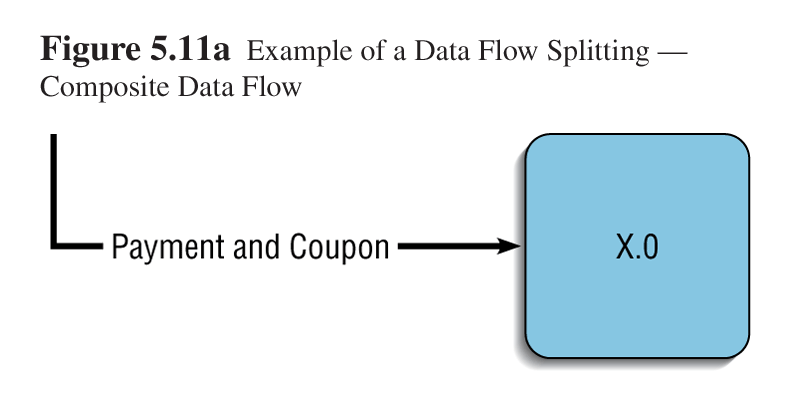 Figure 5.11a Example of a Data Flow Splitting —
Composite Data Flow
Payment and Coupon
X.0